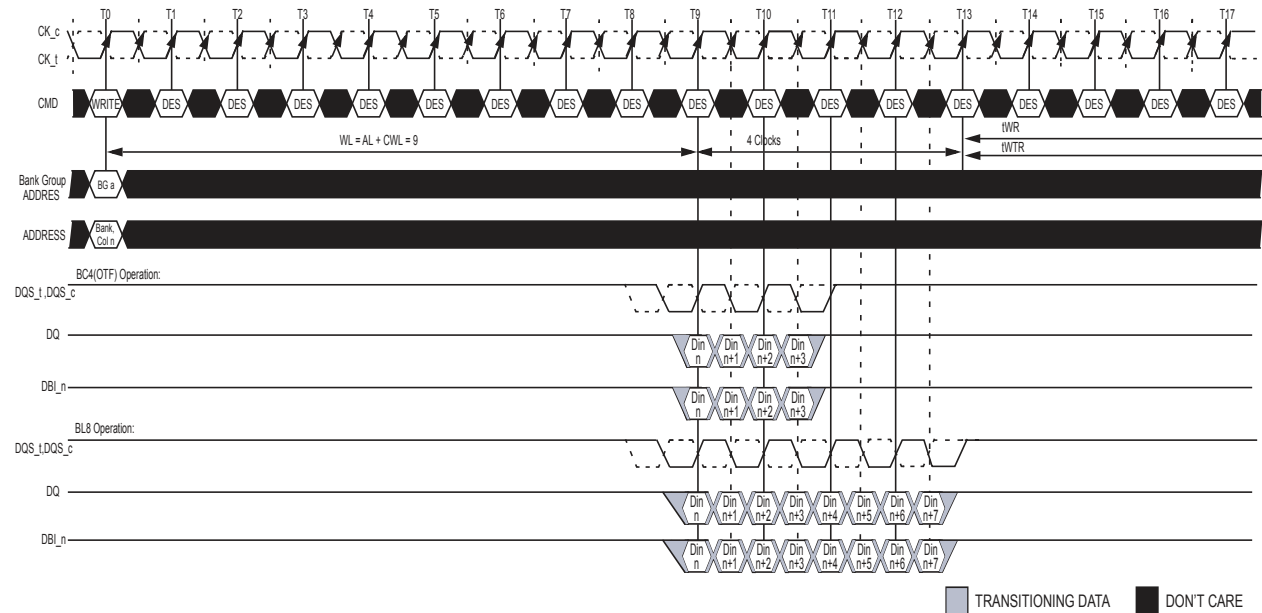 T0 T1 T2 T3 T4 T5 T6 T7 T8 T9 T10 T11 T12 T13 T14 T15 T16 T17
CK_c
CK_t
CMD WRITE DES DES DES DES DES DES DES DES DES DES DES DES DES DES DES DES DES
tWR
WL = AL + CWL = 9 4 Clocks
tWTR
Bank Group
ADDRES
BG a
ADDRESS
Bank,
Col n
BC4(OTF) Operation:
DQS_t ,DQS_c
DQ
Din Din Din Din
n n+1 n+2 n+3
DBI_n
Din Din Din Din
n n+1 n+2 n+3
BL8 Operation:
DQS_t,DQS_c
DQ
Din Din Din Din Din Din Din Din
n n+1 n+2 n+3 n+4 n+5 n+6 n+7
DBI_n
Din Din Din Din Din Din Din Din
n n+1 n+2 n+3 n+4 n+5 n+6 n+7
TRANSITIONING DATA DON'T CARE